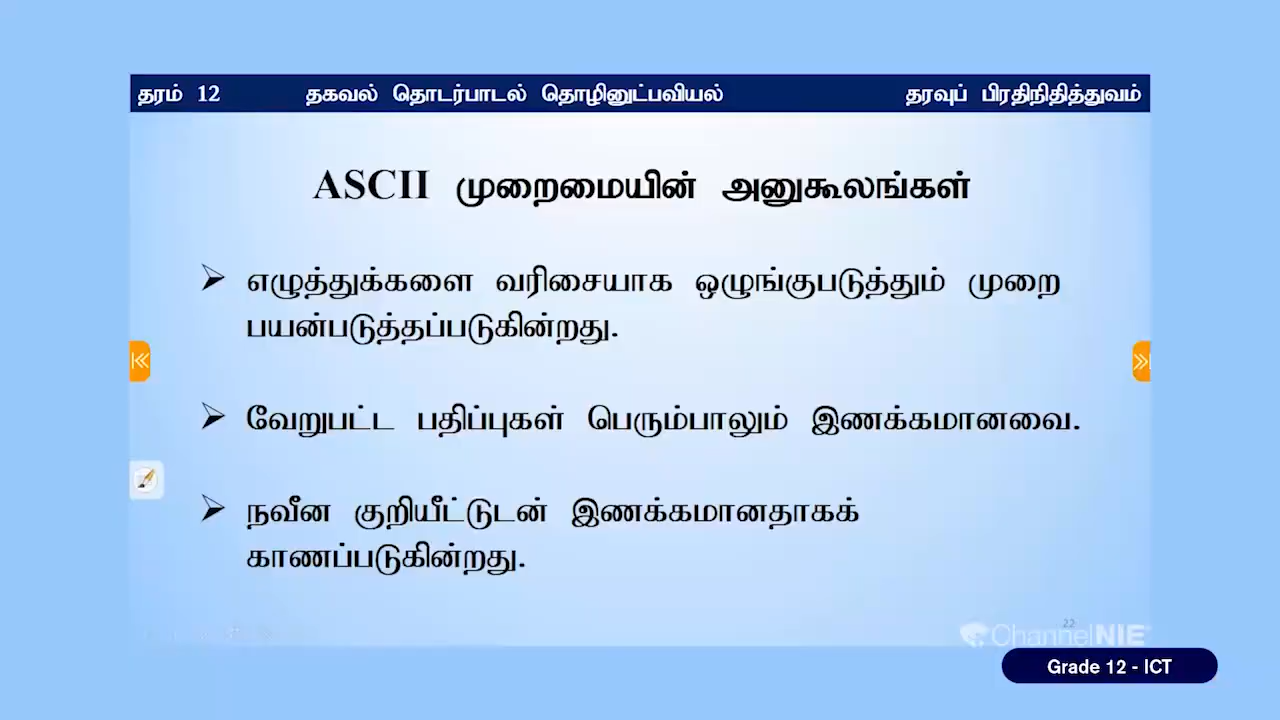 தரம் 12 தகவல் தொடர்பாடல் தொழினுட்பவியல் தரவுப் பிரதிநிதித்துவம்
ASCII முறைமையின் அனுகூலங்கள்
➢ எழுத்துக்களை வரிசையாக ஒழுங்குபடுத்தும் முறை
பயன்படுத்தப்படுகின்றது.
➢ வேறுபட்ட பதிப்புகள் பெரும்பாலும் இணக்கமானவை.
➢ நவீன குறியீட்டுடன் இணக்கமானதாகக்
காணப்படுகின்றது.
22
ChannelNIE
Grade 12 - ICT